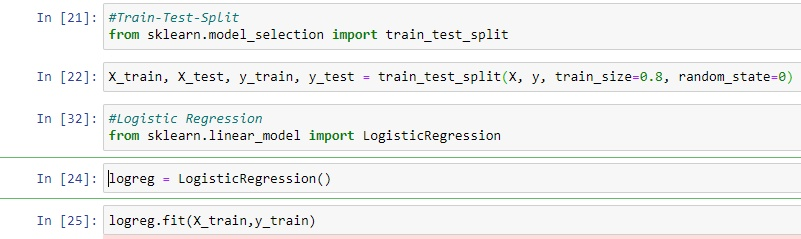 In [21]: #Train-Test-Split
from sklearn.model_selection import train_test_split
In [22]: X_train, X_test, y_train, y_test = train_test_split(X, y, train_size=0.8, random_state=0)
In [32]: #Logistic Regression
from sklearn.linear_model import LogisticRegression
In [24]: logreg = LogisticRegression()
In [25]: logreg.fit(X_train,y_train)